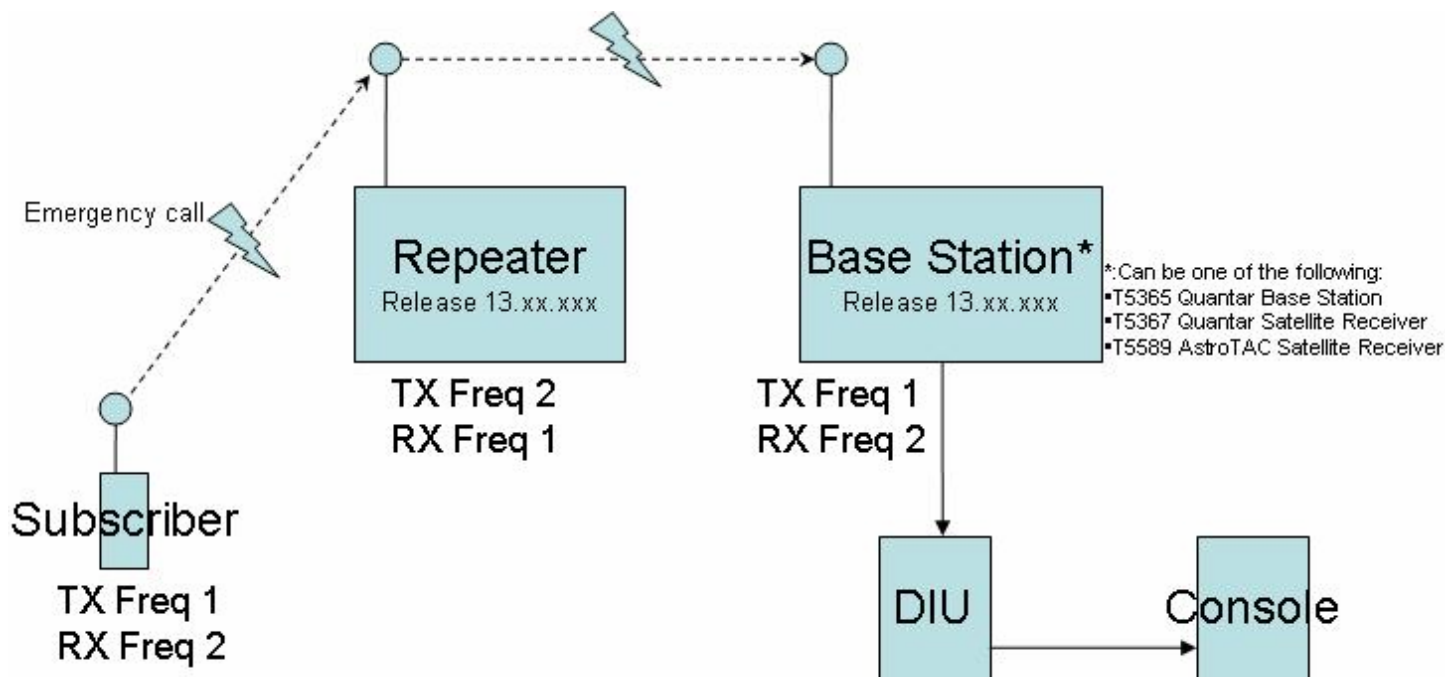 Emergency call
Repeater
Release 13.xx.xxx
TX Freq 2
RX Freq 1
Base Station*
Release 13.xx.xxx
TX Freq 1
RX Freq 2
*:Can be one of the following:
▪T5365 Quantar Base Station
▪T5367 Quantar Satellite Receiver
▪T5589 AstroTAC Satellite Receiver
Subscriber
TX Freq 1
RX Freq 2
DIU
Console